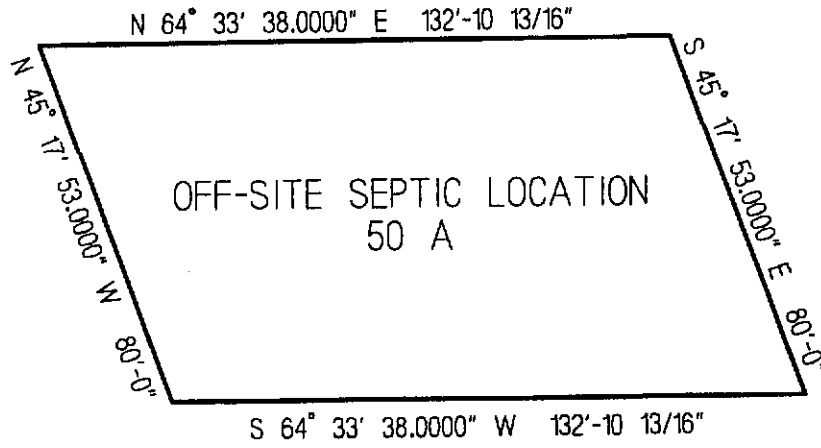 N 64° 33' 38.0000" E 132'-10 13/16"
N 45° 17' 53.0000" W 80'-0"
S 45° 17' 53.0000" E 80'-0"
OFF-SITE SEPTIC LOCATION
50 A
S 64° 33' 38.0000" W 132'-10 13/16"